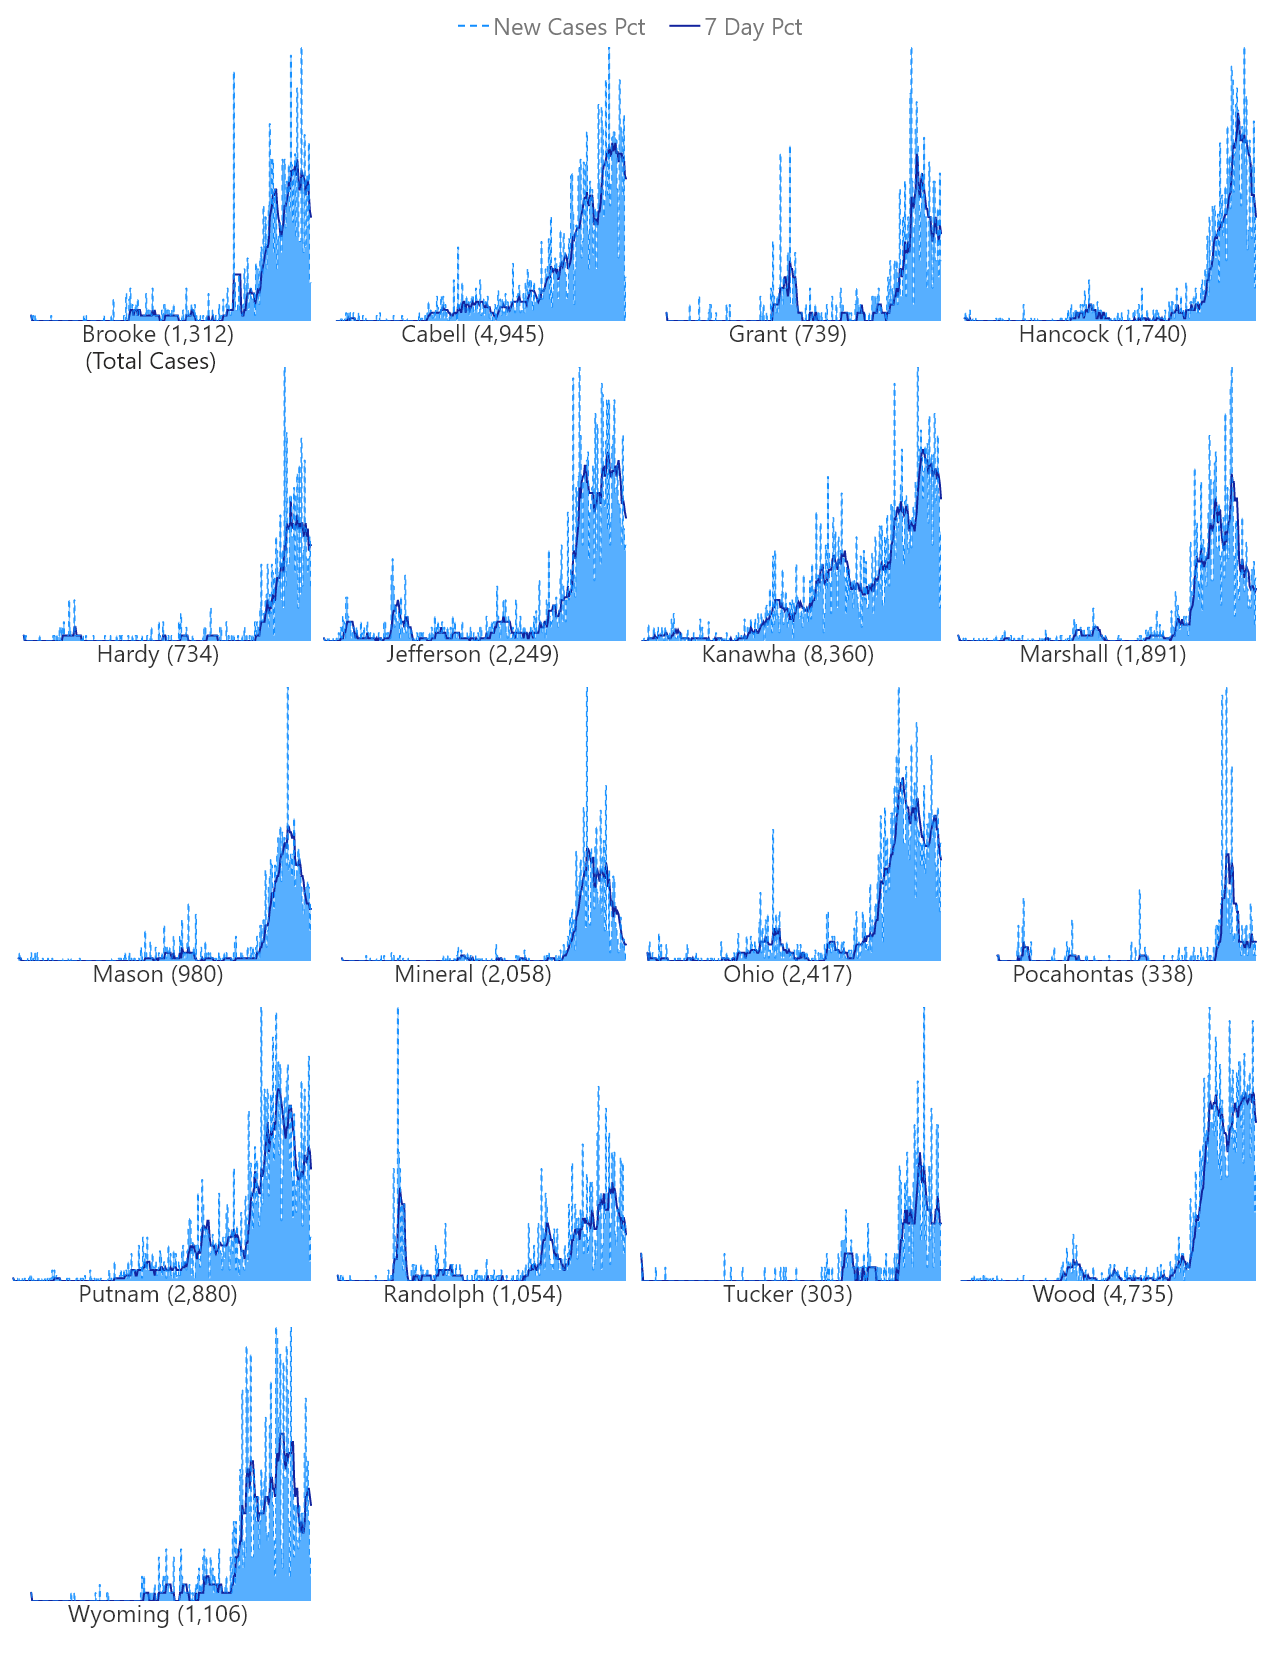 New Cases Pct 7 Day Pct
Brooke (1,312) Cabell (4,945) Grant (739) Hancock (1,740)
(Total Cases)
Hardy (734) Jefferson (2,249) Kanawha (8,360) Marshall (1,891)
Mason (980) Mineral (2,058) Ohio (2,417) Pocahontas (338)
Putnam (2,880) Randolph (1,054) Tucker (303) Wood (4,735)
Wyoming (1,106)